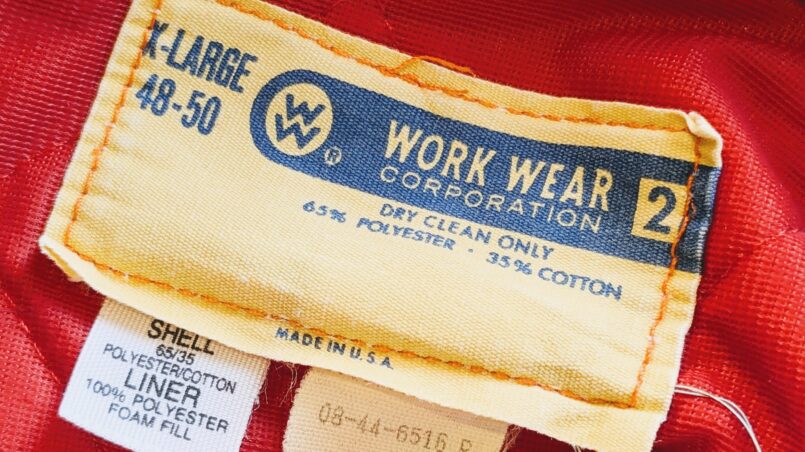 X-LARGE
48-50
W
W
®
WORK WEAR
CORPORATION
2
DRY CLEAN ONLY
65% POLYESTER - 35% COTTON
MADE IN U.S.A.
SHELL
65/35
POLYESTER/COTTON
LINER
100% POLYESTER
FOAM FILL
08-44-6516 R